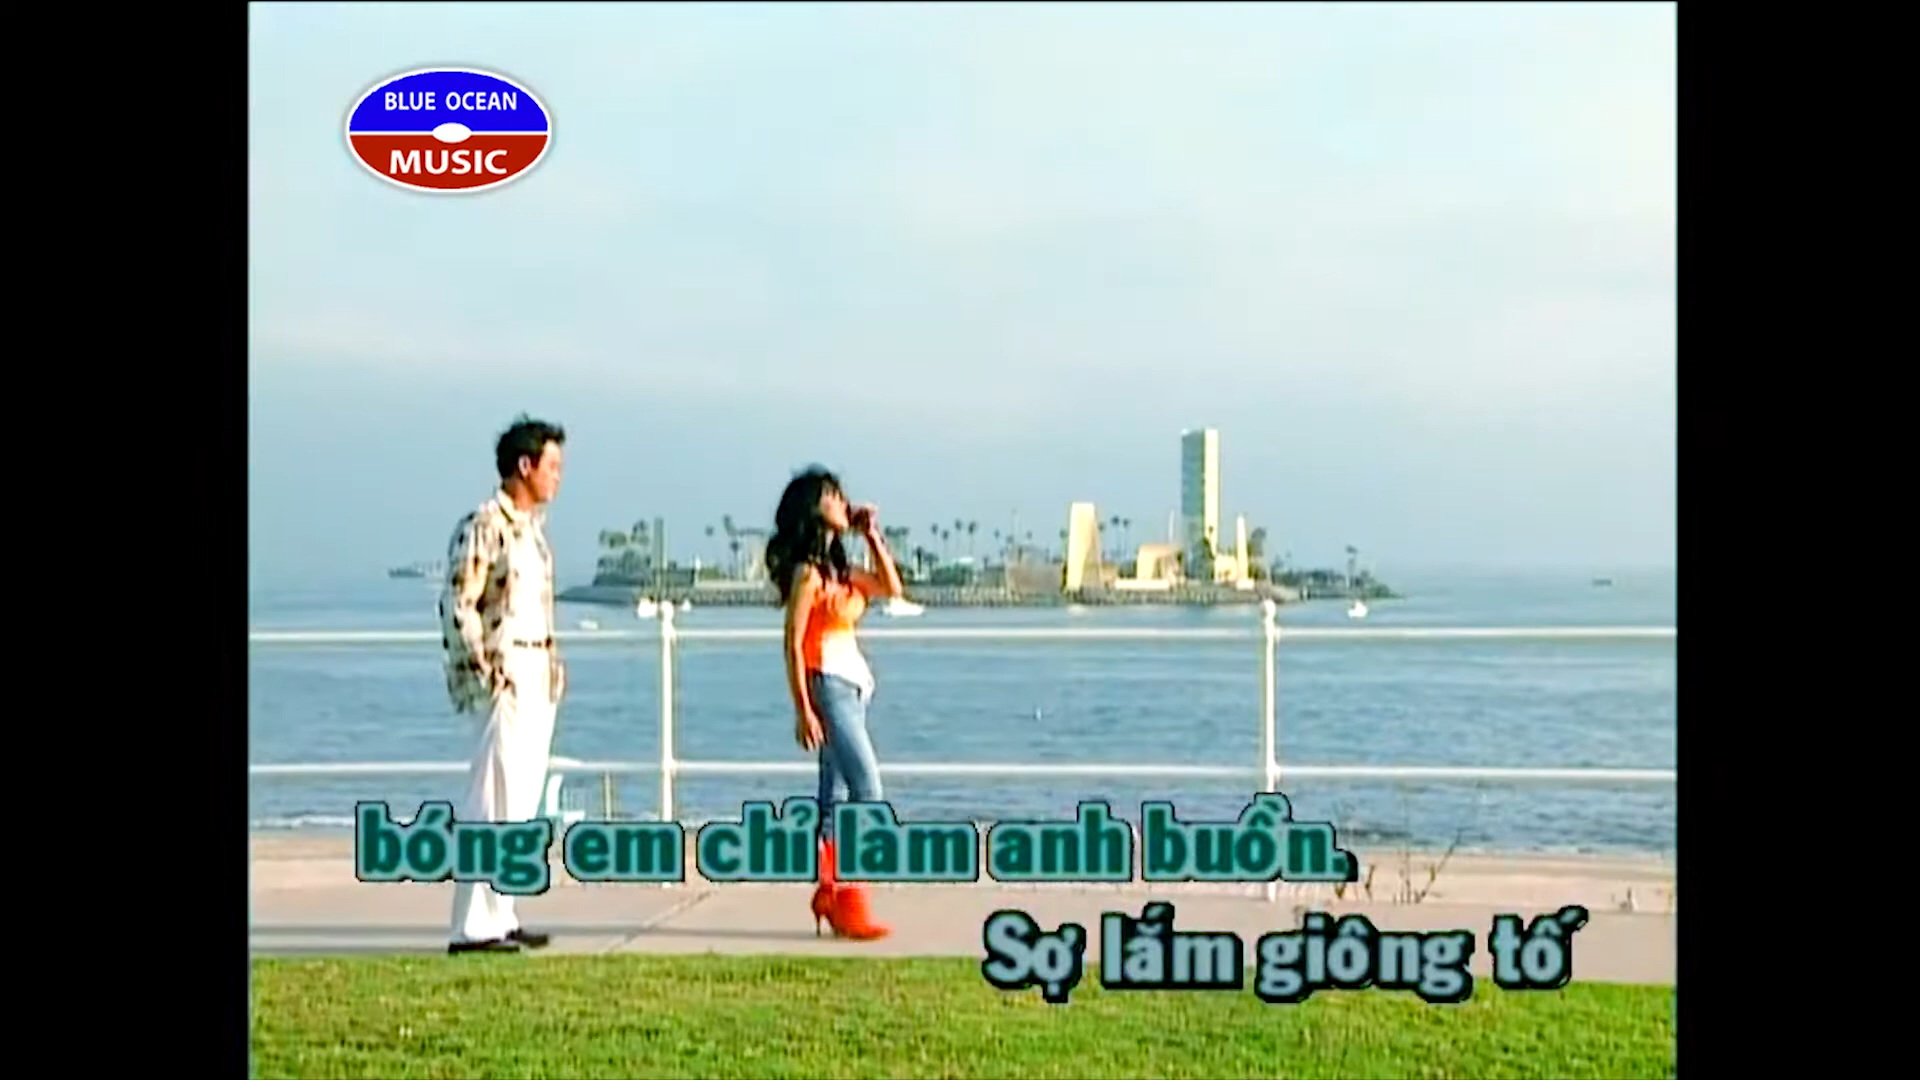 BLUE OCEAN
MUSIC
bóng em chỉ làm anh buồn.
Sợ lắm giông tố